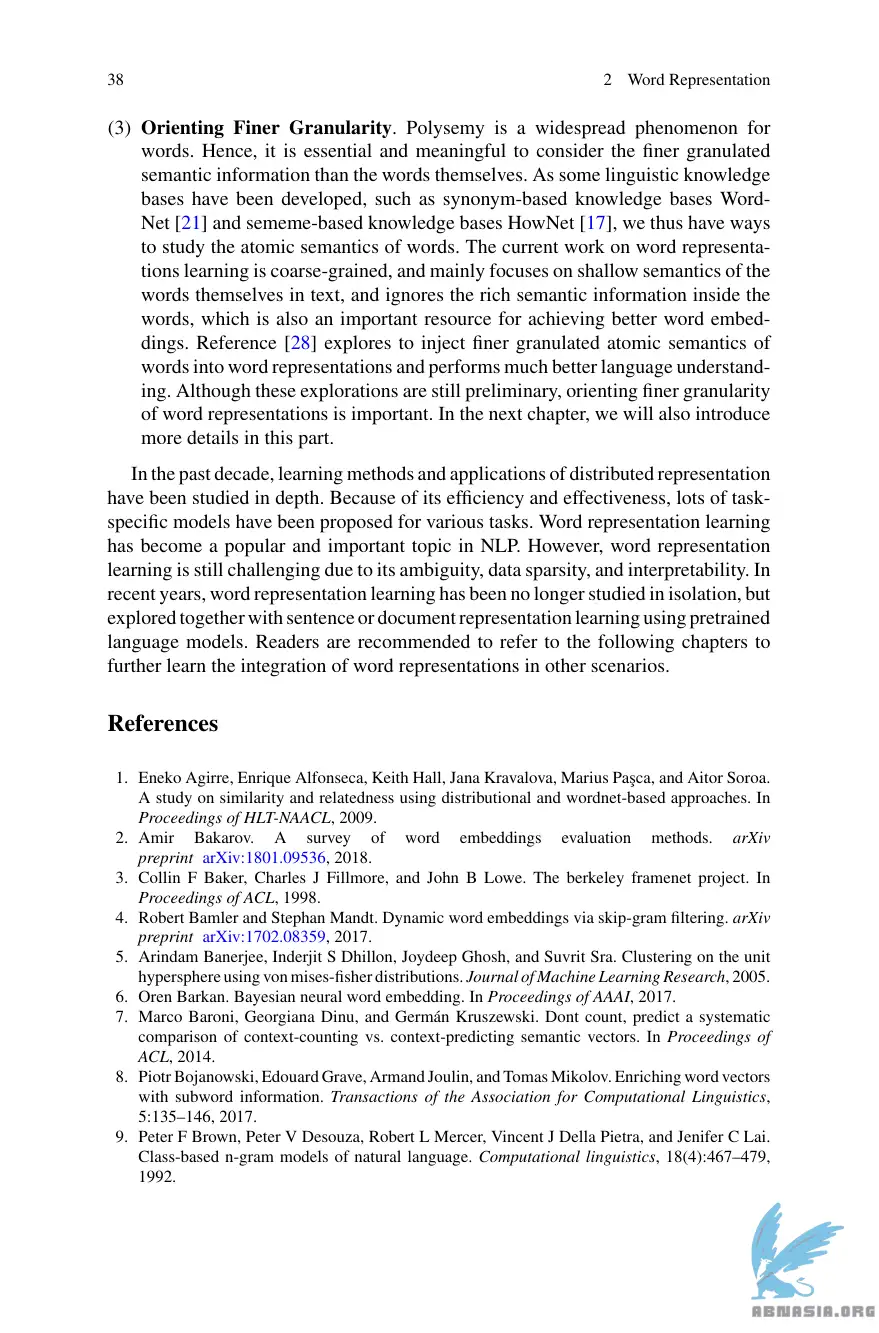 38
2 Word Representation
(3) Orienting Finer Granularity. Polysemy is a widespread phenomenon for
words. Hence, it is essential and meaningful to consider the finer granulated
semantic information than the words themselves. As some linguistic knowledge
bases have been developed, such as synonym-based knowledge bases Word-
Net [21] and sememe-based knowledge bases HowNet [17], we thus have ways
to study the atomic semantics of words. The current work on word representa-
tions learning is coarse-grained, and mainly focuses on shallow semantics of the
words themselves in text, and ignores the rich semantic information inside the
words, which is also an important resource for achieving better word embed-
dings. Reference [28] explores to inject finer granulated atomic semantics of
words into word representations and performs much better language understand-
ing. Although these explorations are still preliminary, orienting finer granularity
of word representations is important. In the next chapter, we will also introduce
more details in this part.
In the past decade, learning methods and applications of distributed representation
have been studied in depth. Because of its efficiency and effectiveness, lots of task-
specific models have been proposed for various tasks. Word representation learning
has become a popular and important topic in NLP. However, word representation
learning is still challenging due to its ambiguity, data sparsity, and interpretability. In
recent years, word representation learning has been no longer studied in isolation, but
explored together with sentence or document representation learning using pretrained
language models. Readers are recommended to refer to the following chapters to
further learn the integration of word representations in other scenarios.
References
1. Eneko Agirre, Enrique Alfonseca, Keith Hall, Jana Kravalova, Marius Paşca, and Aitor Soroa.
A study on similarity and relatedness using distributional and wordnet-based approaches. In
Proceedings of HLT-NAACL, 2009.
2. Amir Bakarov. A survey of word embeddings evaluation methods. arXiv
preprint arXiv:1801.09536, 2018.
3. Collin F Baker, Charles J Fillmore, and John B Lowe. The berkeley framenet project. In
Proceedings of ACL, 1998.
4. Robert Bamler and Stephan Mandt. Dynamic word embeddings via skip-gram filtering. arXiv
preprint arXiv:1702.08359, 2017.
5. Arindam Banerjee, Inderjit S Dhillon, Joydeep Ghosh, and Suvrit Sra. Clustering on the unit
hypersphere using von mises-fisher distributions. Journal of Machine Learning Research, 2005.
6. Oren Barkan. Bayesian neural word embedding. In Proceedings of AAAI, 2017.
7. Marco Baroni, Georgiana Dinu, and Germán Kruszewski. Dont count, predict a systematic
comparison of context-counting vs. context-predicting semantic vectors. In Proceedings of
ACL, 2014.
8. Piotr Bojanowski, Edouard Grave, Armand Joulin, and Tomas Mikolov. Enriching word vectors
with subword information. Transactions of the Association for Computational Linguistics,
5:135–146, 2017.
9. Peter F Brown, Peter V Desouza, Robert L Mercer, Vincent J Della Pietra, and Jenifer C Lai.
Class-based n-gram models of natural language. Computational linguistics, 18(4):467–479,
1992.
ABNASIA.ORG